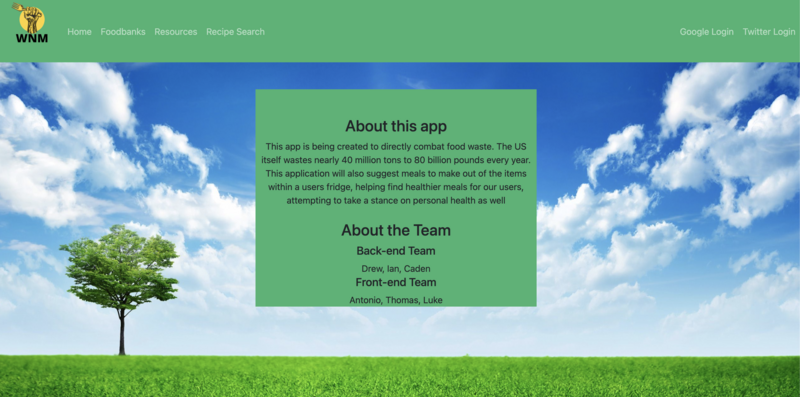 WNM
Home Foodbanks Resources Recipe Search
Google Login Twitter Login
About this app
This app is being created to directly combat food waste. The US
itself wastes nearly 40 million tons to 80 billion pounds every year.
This application will also suggest meals to make out of the items
within a users fridge, helping find healthier meals for our users,
attempting to take a stance on personal health as well
About the Team
Back-end Team
Drew, Ian, Caden
Front-end Team
Antonio, Thomas, Luke